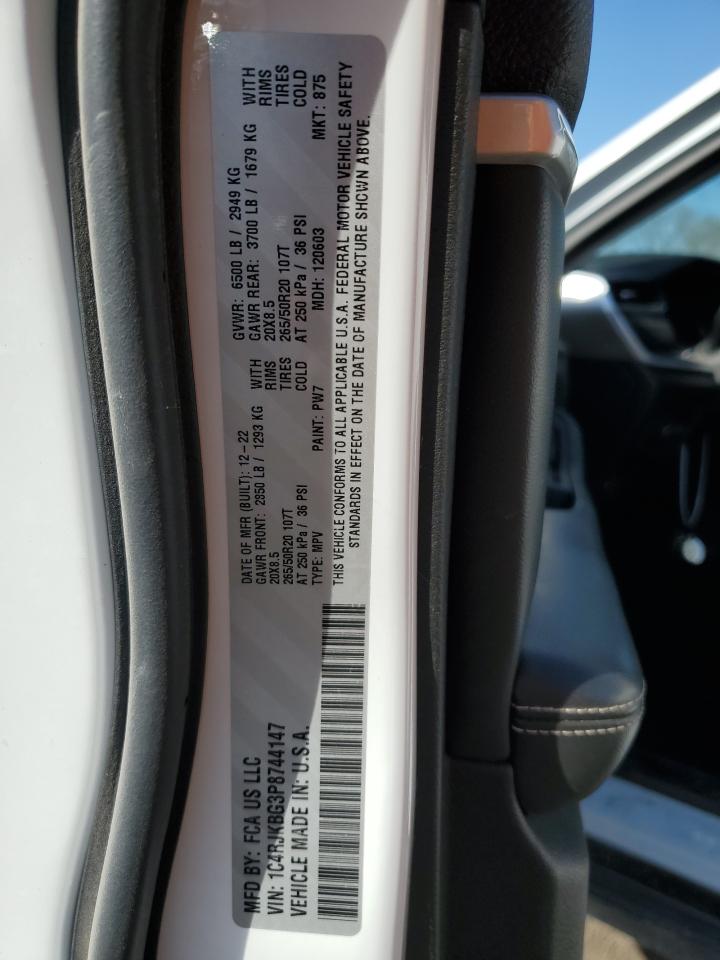 MFD BY: FCA US LLC
DATE OF MFR (BUILT): 12-22
GVWR: 6500 LB / 2949 KG
VIN: 1C4RJKBG3P8744147
VEHICLE MADE IN: U.S.A.
GAWR FRONT: 2850 LB / 1293 KG WITH
20X8.5 RIMS
265/50R20 107T TIRES
AT 250 kPa / 36 PSI COLD
GAWR REAR: 3700 LB / 1679 KG WITH
20X8.5 RIMS
265/50R20 107T TIRES
AT 250 kPa / 36 PSI COLD
TYPE: MPV PAINT: PW7 MDH: 120603 MKT: 875
THIS VEHICLE CONFORMS TO ALL APPLICABLE U.S.A. FEDERAL MOTOR VEHICLE SAFETY
STANDARDS IN EFFECT ON THE DATE OF MANUFACTURE SHOWN ABOVE.